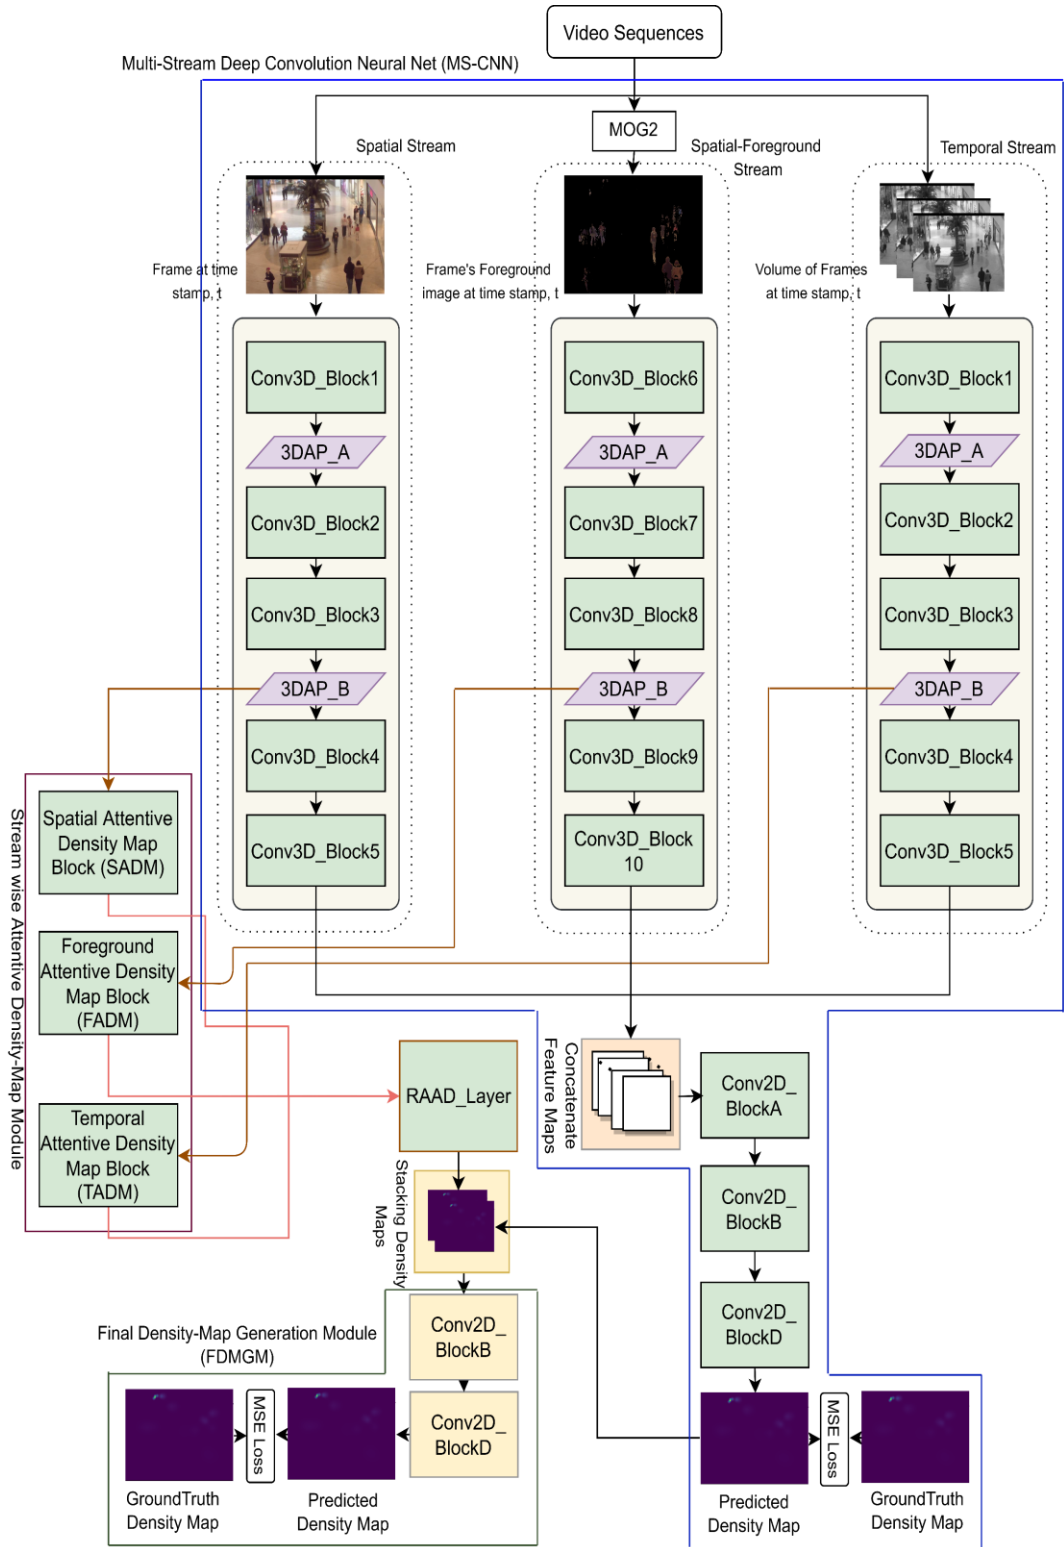 Video Sequences
Multi-Stream Deep Convolution Neural Net (MS-CNN)
MOG2
Spatial Stream
Spatial-Foreground
Stream
Temporal Stream
Frame at time
stamp, t
Frame's Foreground
image at time stamp, t
Volume of Frames
at time stamp, t
Conv3D_Block1
3DAP_A
Conv3D_Block2
Conv3D_Block3
3DAP_B
Conv3D_Block4
Conv3D_Block5
Conv3D_Block6
3DAP_A
Conv3D_Block7
Conv3D_Block8
3DAP_B
Conv3D_Block9
Conv3D_Block
10
Conv3D_Block1
3DAP_A
Conv3D_Block2
Conv3D_Block3
3DAP_B
Conv3D_Block4
Conv3D_Block5
Stream wise Attentive Density-Map Module
Spatial Attentive
Density Map
Block (SADM)
Foreground
Attentive Density
Map Block
(FADM)
Temporal
Attentive Density
Map Block
(TADM)
RAAD_Layer
Concatenate
Feature Maps
Conv2D_
BlockA
Conv2D_
BlockB
Conv2D_
BlockD
Stacking Density
Maps
Final Density-Map Generation Module
(FDMGM)
Conv2D_
BlockB
Conv2D_
BlockD
MSE Loss
GroundTruth
Density Map
Predicted
Density Map
MSE Loss
Predicted
Density Map
GroundTruth
Density Map